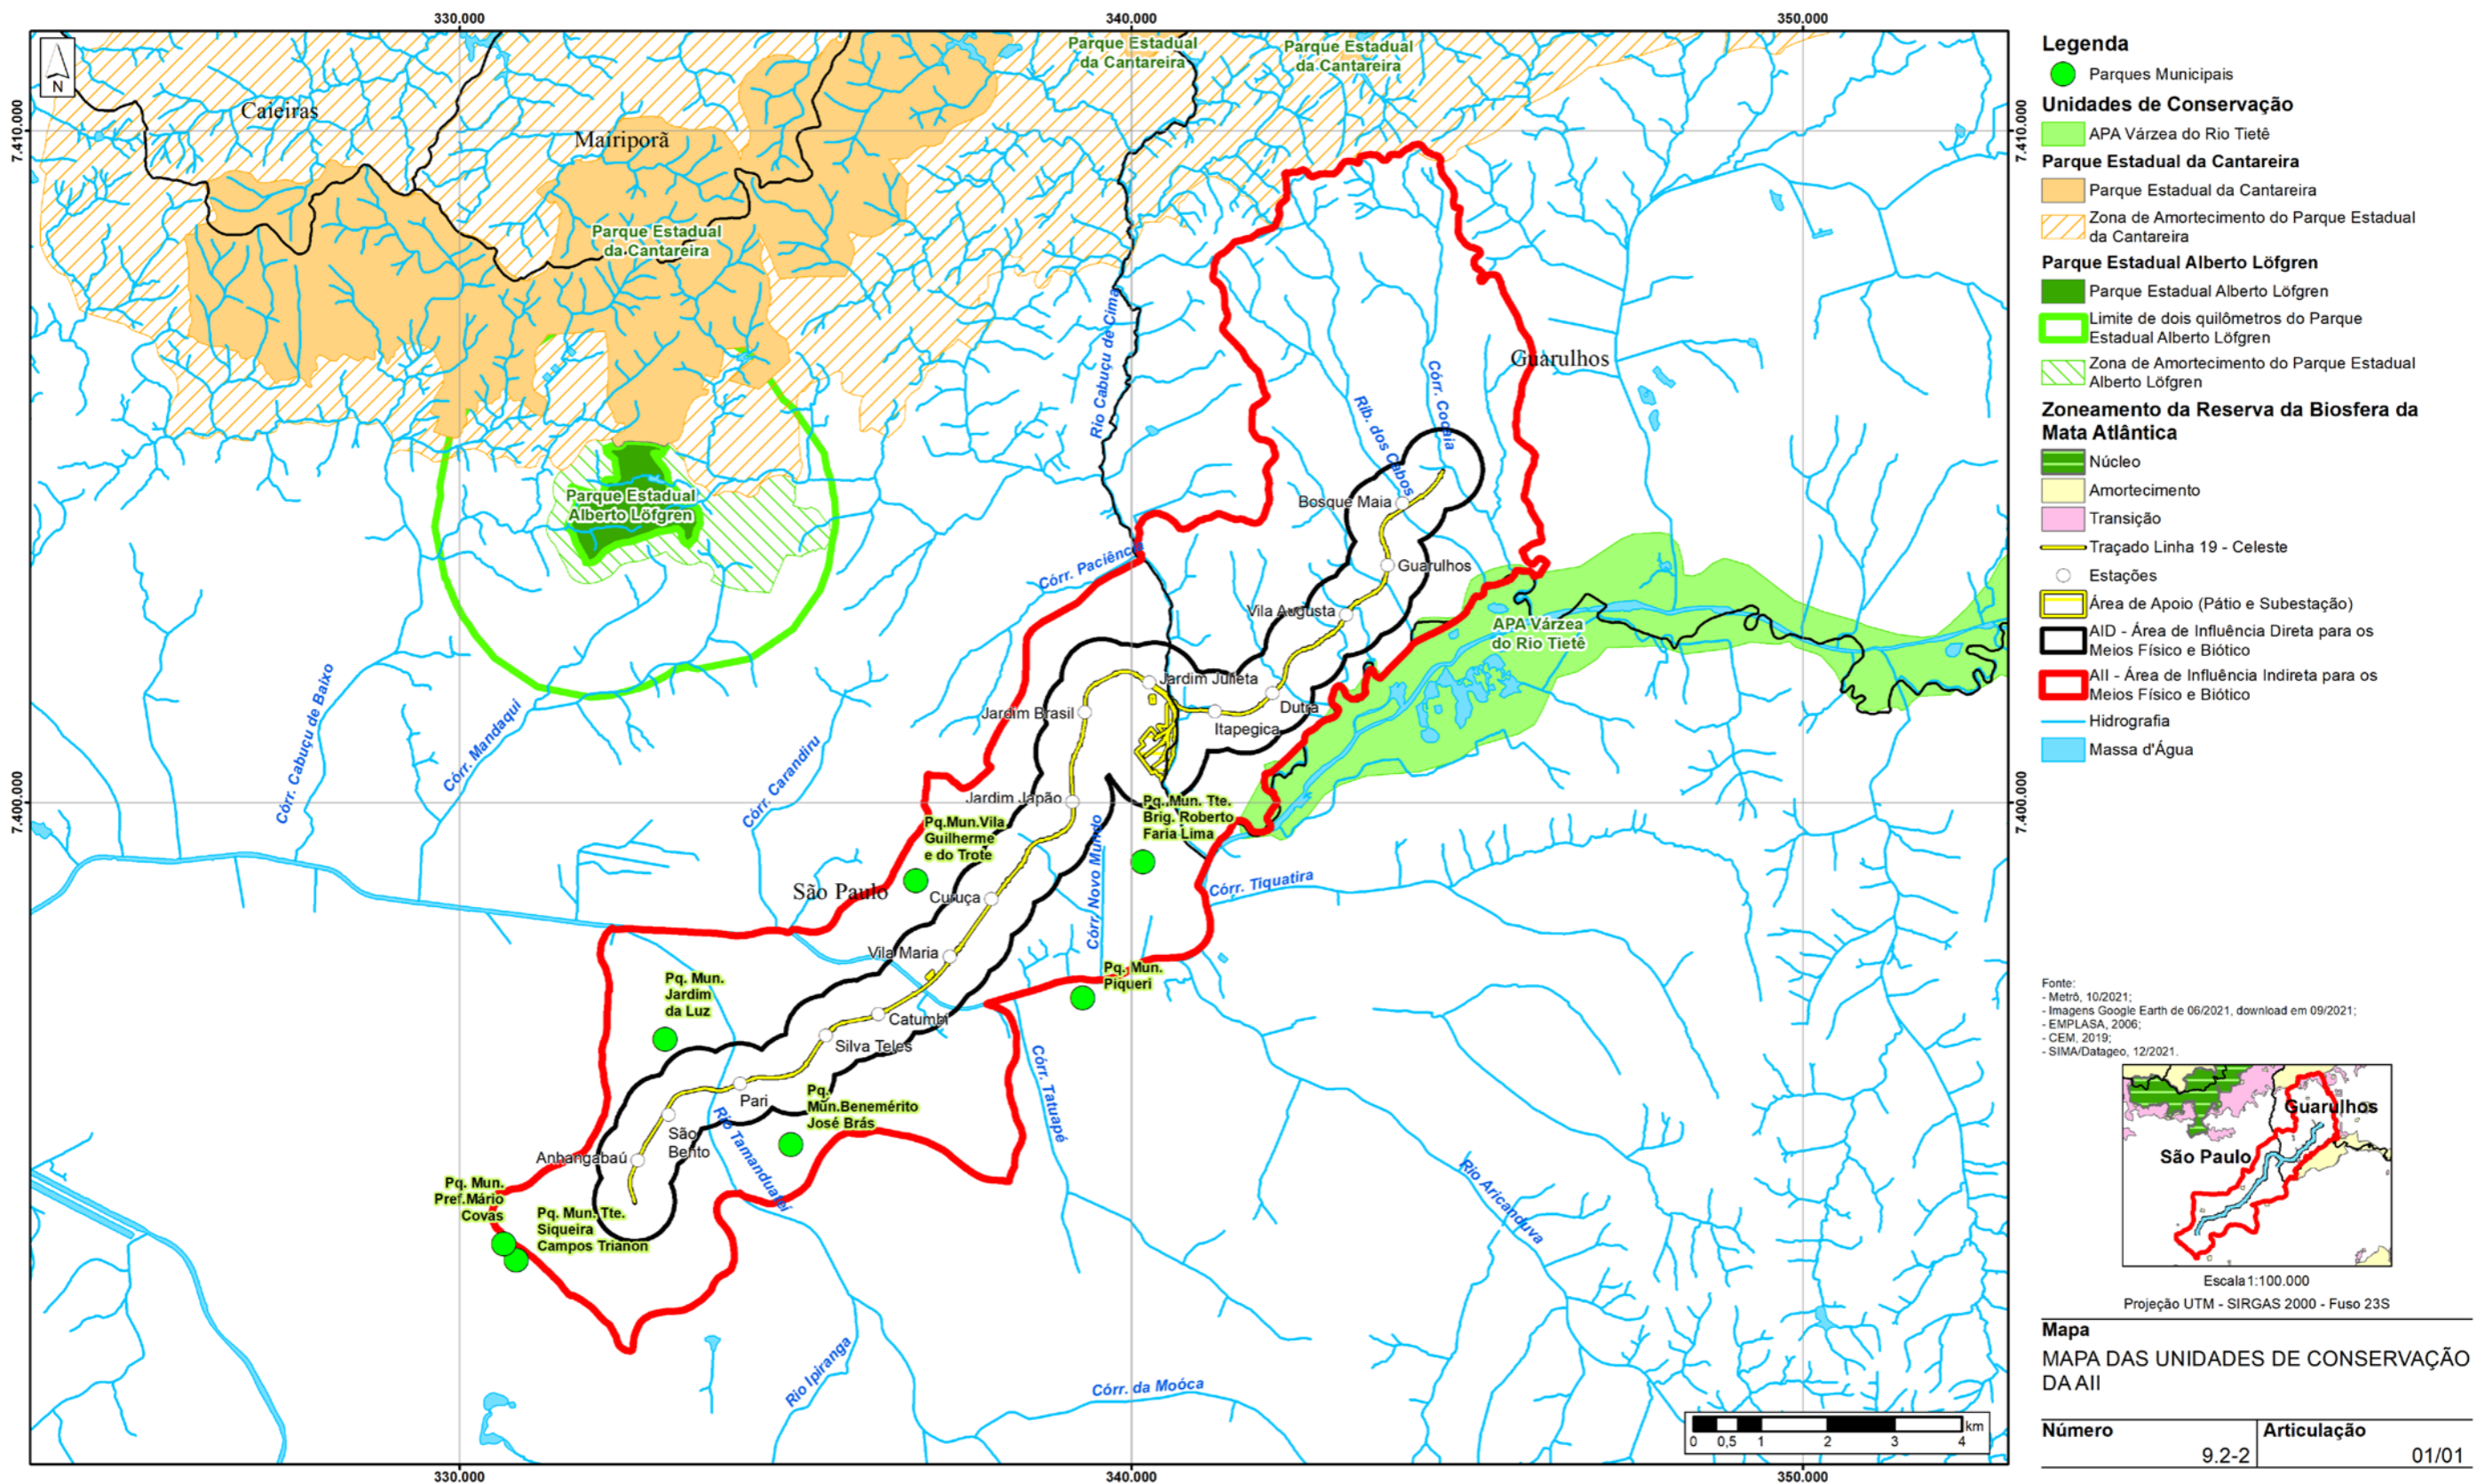 330.000
340.000
350.000
7.410.000
7.400.000
7.410.000
7.400.000
330.000
340.000
350.000
N
Caieiras
Mairiporã
Parque Estadual
da Cantareira
Parque Estadual
da Cantareira
Parque Estadual
da Cantareira
Parque Estadual
Alberto Löfgren
Rio Cabuçu de Cima
Guarulhos
Córr. Cocaia
Rib. dos Cabos
Bosque Maia
Guarulhos
Córr. Paciência
Vila Augusta
APA Várzea
do Rio Tietê
Jardim Julieta
Jardim Brasil
Dutra
Itapegica
Córr. Cabuçu de Baixo
Córr. Mandaqui
Córr. Carandiru
Jardim Japão
Pq. Mun. Tte.
Brig. Roberto
Faria Lima
Pq.Mun.Vila
Guilherme
e do Trote
Córr. Novo Mundo
Córr. Tiquatira
São Paulo
Curuça
Vila Maria
Pq. Mun.
Piqueri
Pq. Mun.
Jardim
da Luz
Catumbi
Silva Teles
Córr. Tatuapé
Pari
Pq.
Mun.Benemérito
José Brás
São
Bento
Anhangabaú
Rio Tamanduateí
Pq. Mun.
Pref.Mário
Covas
Pq. Mun. Tte.
Siqueira
Campos Trianon
Rio Aricanduva
Rio Ipiranga
Córr. da Moóca
km
0 0,5 1 2 3 4
Legenda
Parques Municipais
Unidades de Conservação
APA Várzea do Rio Tietê
Parque Estadual da Cantareira
Parque Estadual da Cantareira
Zona de Amortecimento do Parque Estadual
da Cantareira
Parque Estadual Alberto Löfgren
Parque Estadual Alberto Löfgren
Limite de dois quilômetros do Parque
Estadual Alberto Löfgren
Zona de Amortecimento do Parque Estadual
Alberto Löfgren
Zoneamento da Reserva da Biosfera da
Mata Atlântica
Núcleo
Amortecimento
Transição
Traçado Linha 19 - Celeste
Estações
Área de Apoio (Pátio e Subestação)
AID - Área de Influência Direta para os
Meios Físico e Biótico
AII - Área de Influência Indireta para os
Meios Físico e Biótico
Hidrografia
Massa d'Água
Fonte:
- Metrô, 10/2021;
- Imagens Google Earth de 06/2021, download em 09/2021;
- EMPLASA, 2006;
- CEM, 2019;
- SIMA/Datageo, 12/2021.
Guarulhos
São Paulo
Escala 1:100.000
Projeção UTM - SIRGAS 2000 - Fuso 23S
Mapa
MAPA DAS UNIDADES DE CONSERVAÇÃO
DA AII
Número
9.2-2
Articulação
01/01